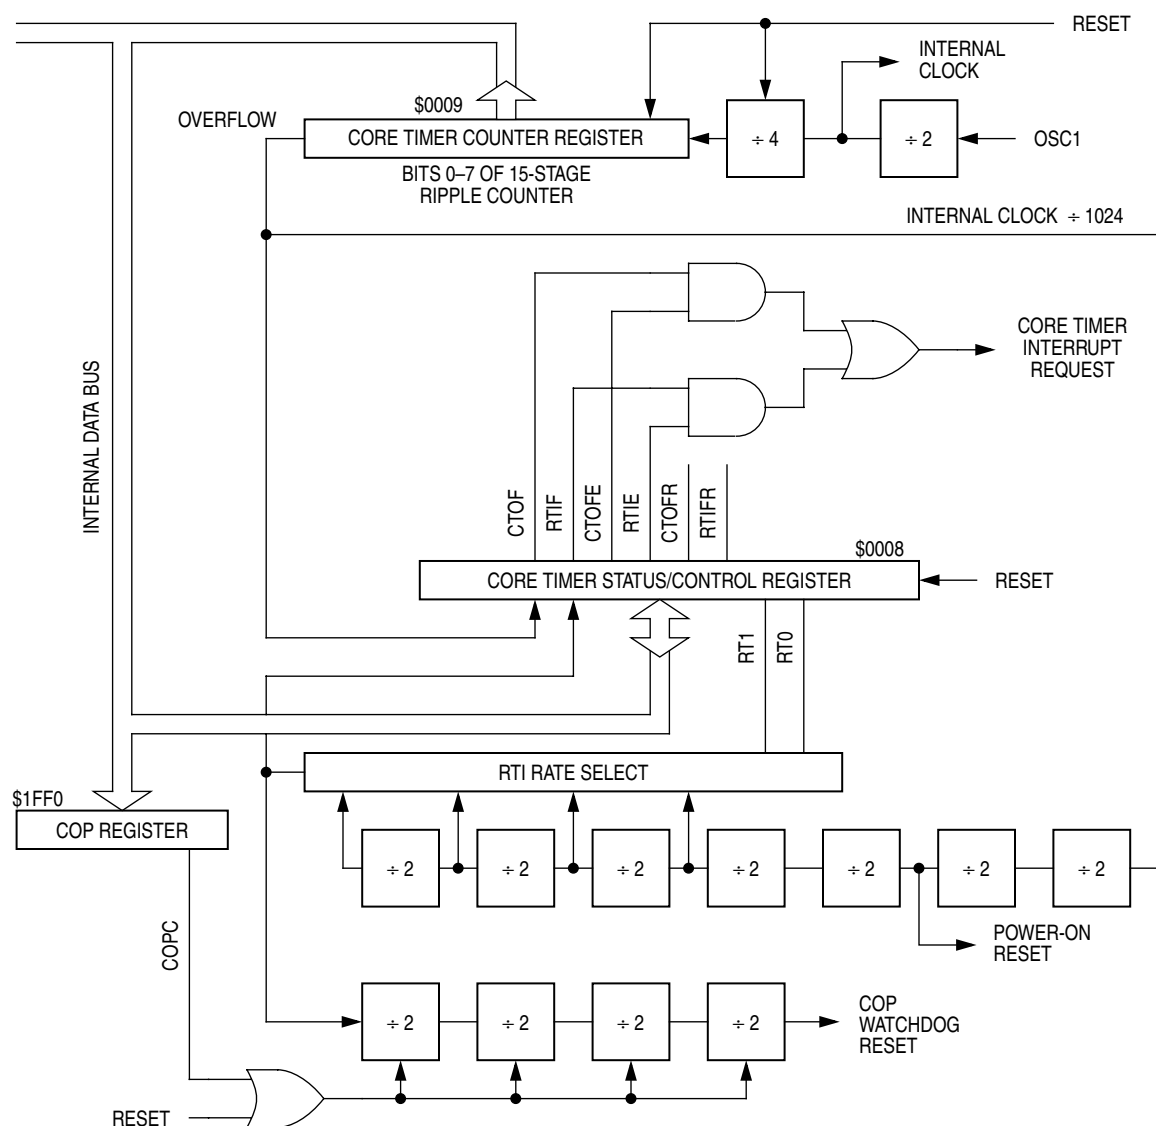 RESET
INTERNAL
CLOCK
$0009
OVERFLOW
CORE TIMER COUNTER REGISTER
÷ 4
÷ 2
OSC1
BITS 0–7 OF 15-STAGE
RIPPLE COUNTER
INTERNAL CLOCK ÷ 1024
CORE TIMER
INTERRUPT
REQUEST
INTERNAL DATA BUS
CTOF
RTIF
CTOFE
RTIE
CTOFR
RTIFR
$0008
CORE TIMER STATUS/CONTROL REGISTER
RESET
RT1
RT0
RTI RATE SELECT
$1FF0
COP REGISTER
÷ 2
÷ 2
÷ 2
÷ 2
÷ 2
÷ 2
÷ 2
POWER-ON
RESET
COPC
÷ 2
÷ 2
÷ 2
÷ 2
COP
WATCHDOG
RESET
RESET